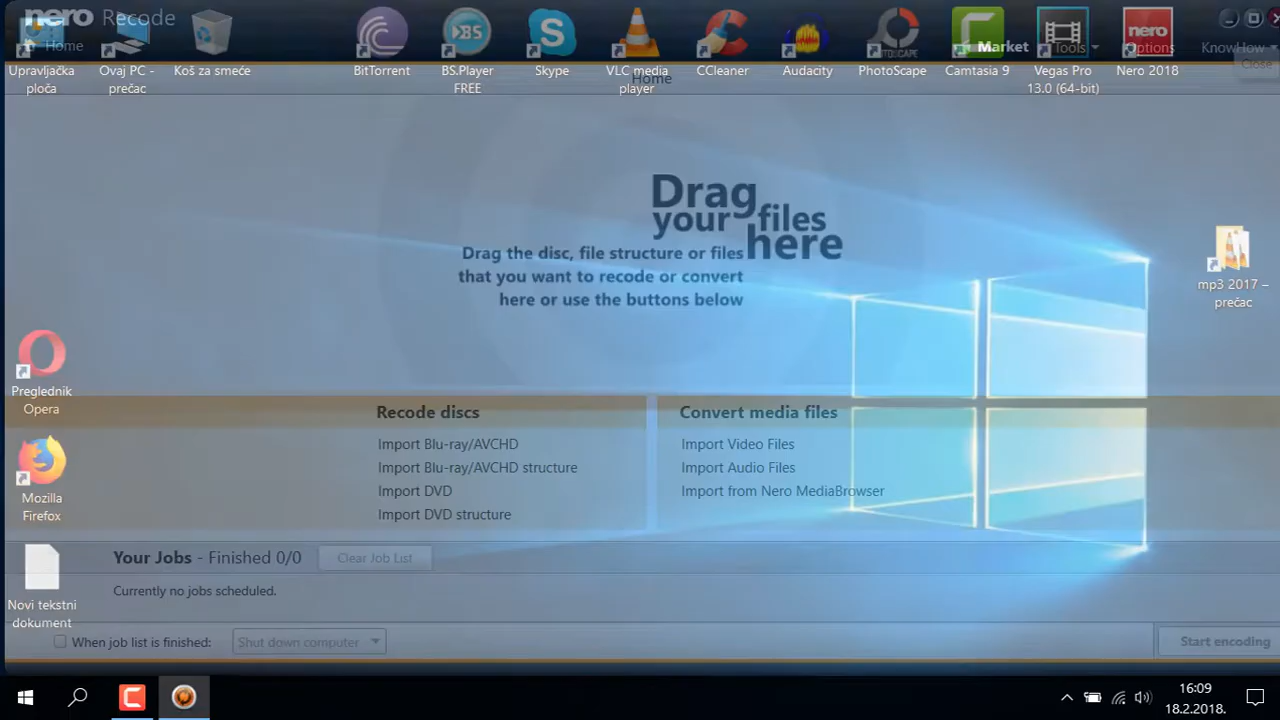 nero Recode
Home
Market
Tools
Options
KnowHow
Close
Upravljačka
ploča
Ovaj PC -
prečac
Koš za smeće
BitTorrent
BS.Player
FREE
Skype
VLC media
player
CCleaner
Audacity
PhotoScape
Camtasia 9
Vegas Pro
13.0 (64-bit)
nero
Nero 2018
Home
Drag
your files
here
Drag the disc, file structure or files
that you want to recode or convert
here or use the buttons below
mp3 2017 –
prečac
Preglednik
Opera
Mozilla
Firefox
Novi tekstni
dokument
Recode discs
Import Blu-ray/AVCHD
Import Blu-ray/AVCHD structure
Import DVD
Import DVD structure
Convert media files
Import Video Files
Import Audio Files
Import from Nero MediaBrowser
Your Jobs - Finished 0/0
Clear Job List
Currently no jobs scheduled.
When job list is finished:
Shut down computer
Start encoding
16:09
18.2.2018.